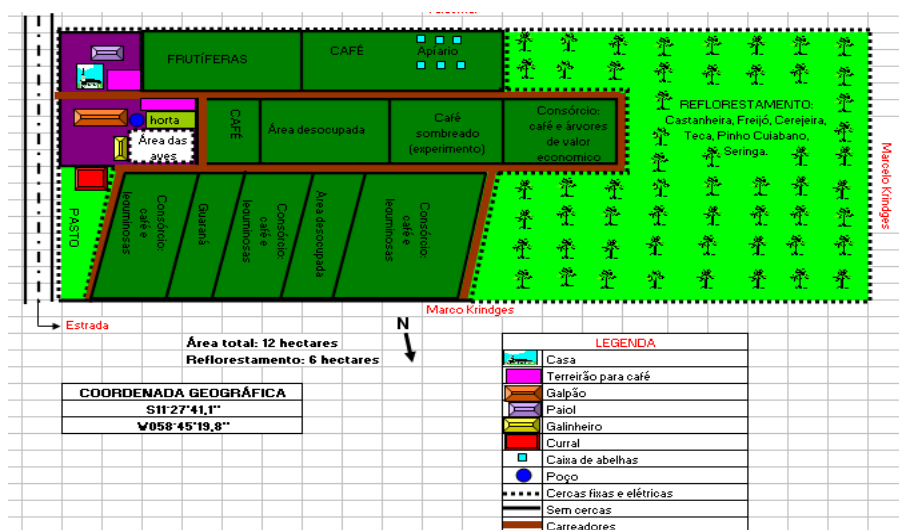 FRUTÍFERAS
CAFÉ
Apíario
horta
Área das
aves
CAFÉ
Área desocupada
Café
sombreado
(experimento)
Consórcio:
café e árvores
de valor
economico
REFLORESTAMENTO:
Castanheira, Freijó, Cerejeira,
Teca, Pinho Cuiabano,
Seringa.
Marcelo Krindges
PASTO
Consórcio:
café e
leguminosas
Guaraná
Consórcio:
café e
leguminosas
Área desocupada
Consórcio:
café e
leguminosas
Marco Krindges
Estrada
Área total: 12 hectares
Reflorestamento: 6 hectares
N
COORDENADA GEOGRÁFICA
S11°27'41,1"
W058°45'19,8"
LEGENDA
Casa
Terreirão para café
Galpão
Paiol
Galinheiro
Curral
Caixa de abelhas
Poço
Cercas fixas e elétricas
Sem cercas
Carreadores